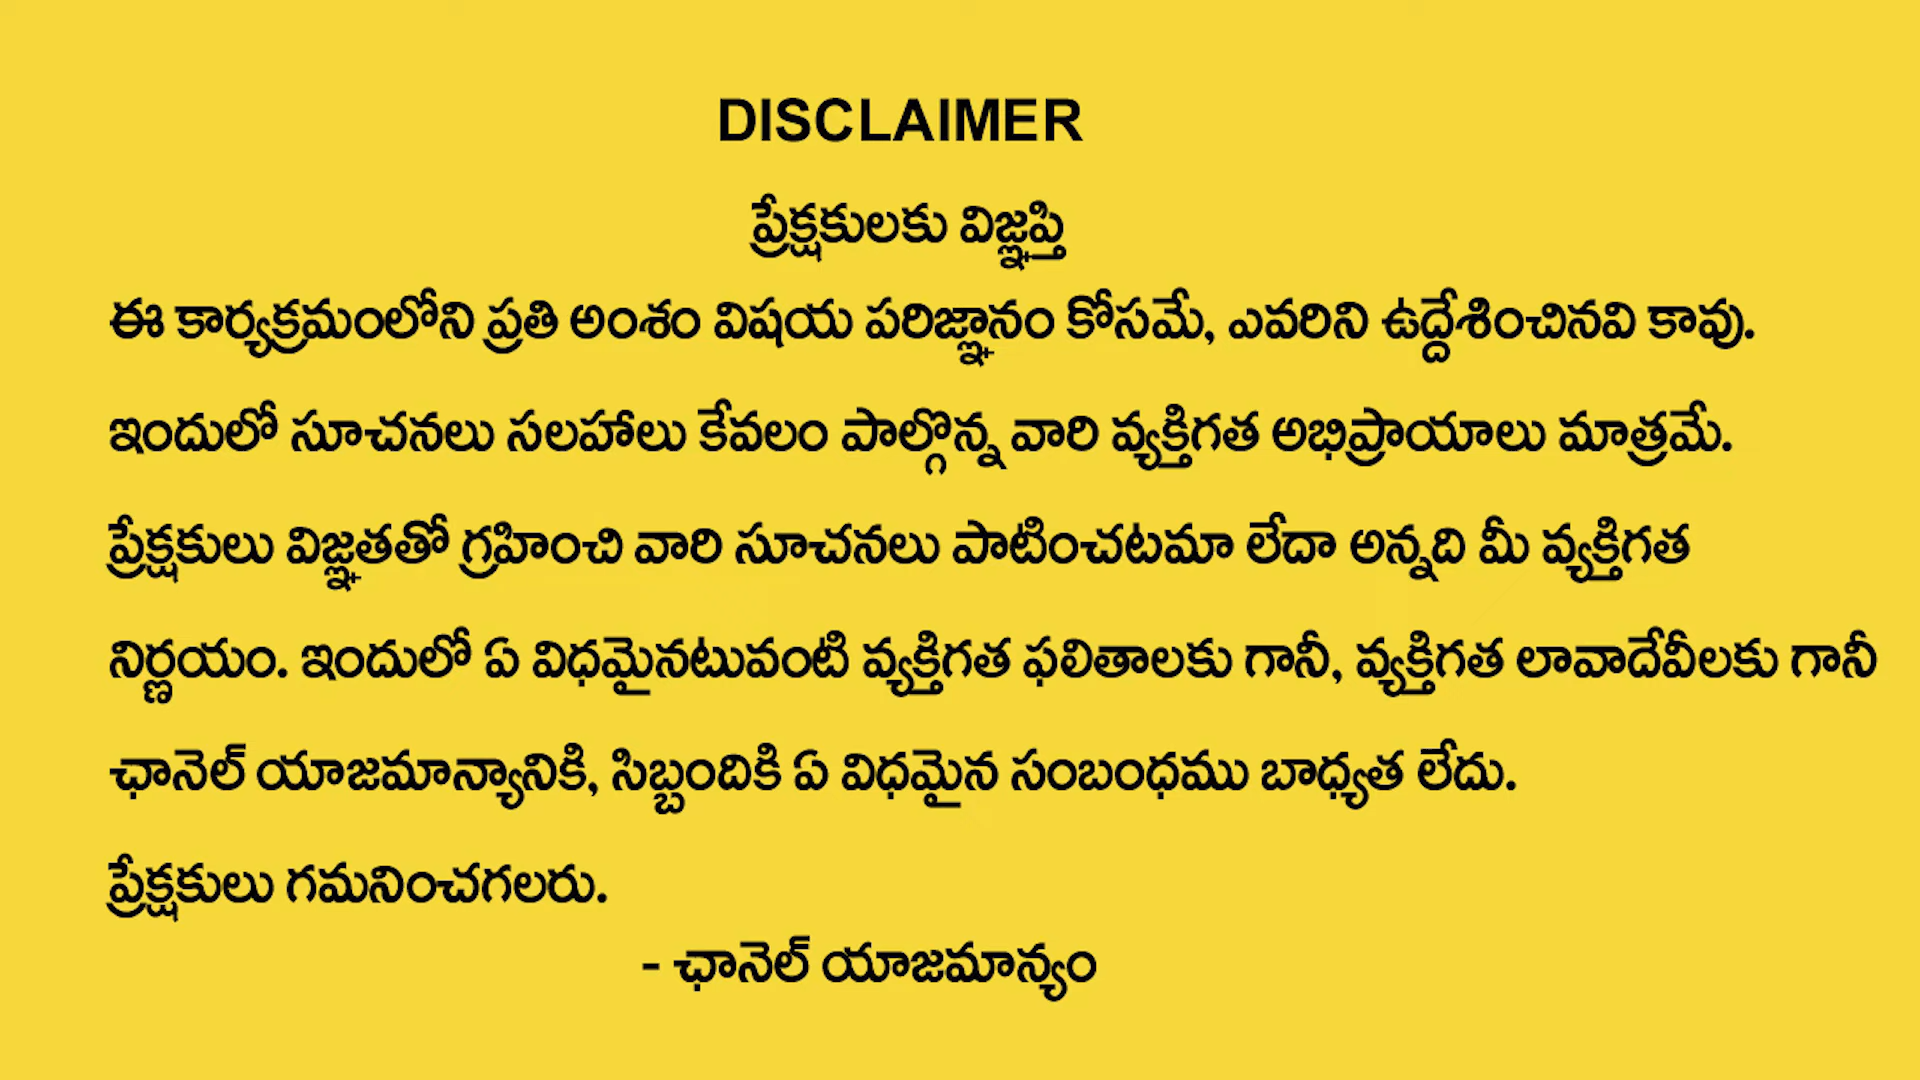 DISCLAIMER
ప్రేక్షకులకు విజ్ఞప్తి
ఈ కార్యక్రమంలోని ప్రతి అంశం విషయ పరిజ్ఞానం కోసమే, ఎవరిని ఉద్దేశించినవి కావు.
ఇందులో సూచనలు సలహాలు కేవలం పాల్గొన్న వారి వ్యక్తిగత అభిప్రాయాలు మాత్రమే.
ప్రేక్షకులు విజ్ఞతతో గ్రహించి వారి సూచనలు పాటించటమా లేదా అన్నది మీ వ్యక్తిగత
నిర్ణయం. ఇందులో ఏ విధమైనటువంటి వ్యక్తిగత ఫలితాలకు గానీ, వ్యక్తిగత లావాదేవీలకు గానీ
ఛానెల్ యాజమాన్యానికి, సిబ్బందికి ఏ విధమైన సంబంధము బాధ్యత లేదు.
ప్రేక్షకులు గమనించగలరు.
- ఛానెల్ యాజమాన్యం